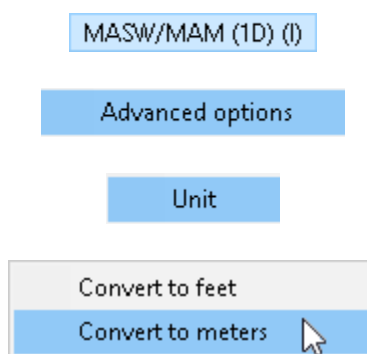 MASW/MAM (1D) (I)
Advanced options
Unit
Convert to feet
Convert to meters